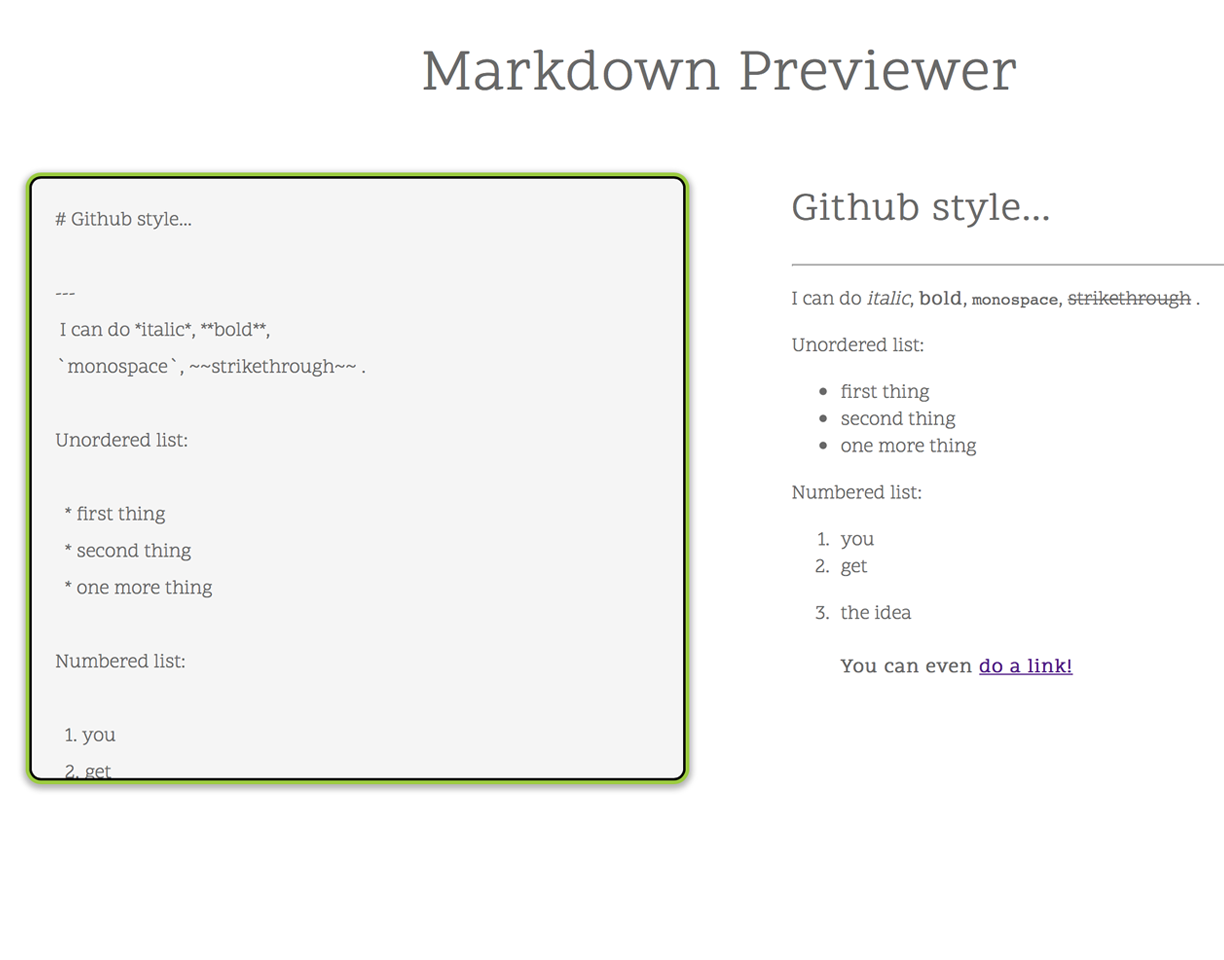 Markdown Previewer
# Github style...
---
I can do *italic*, **bold**,
`monospace`, ~~strikethrough~~ .
Unordered list:
* first thing
* second thing
* one more thing
Numbered list:
1. you
2. get
Github style...
I can do italic, bold, monospace, strikethrough .
Unordered list:
• first thing
• second thing
• one more thing
Numbered list:
1. you
2. get
3. the idea
You can even do a link!